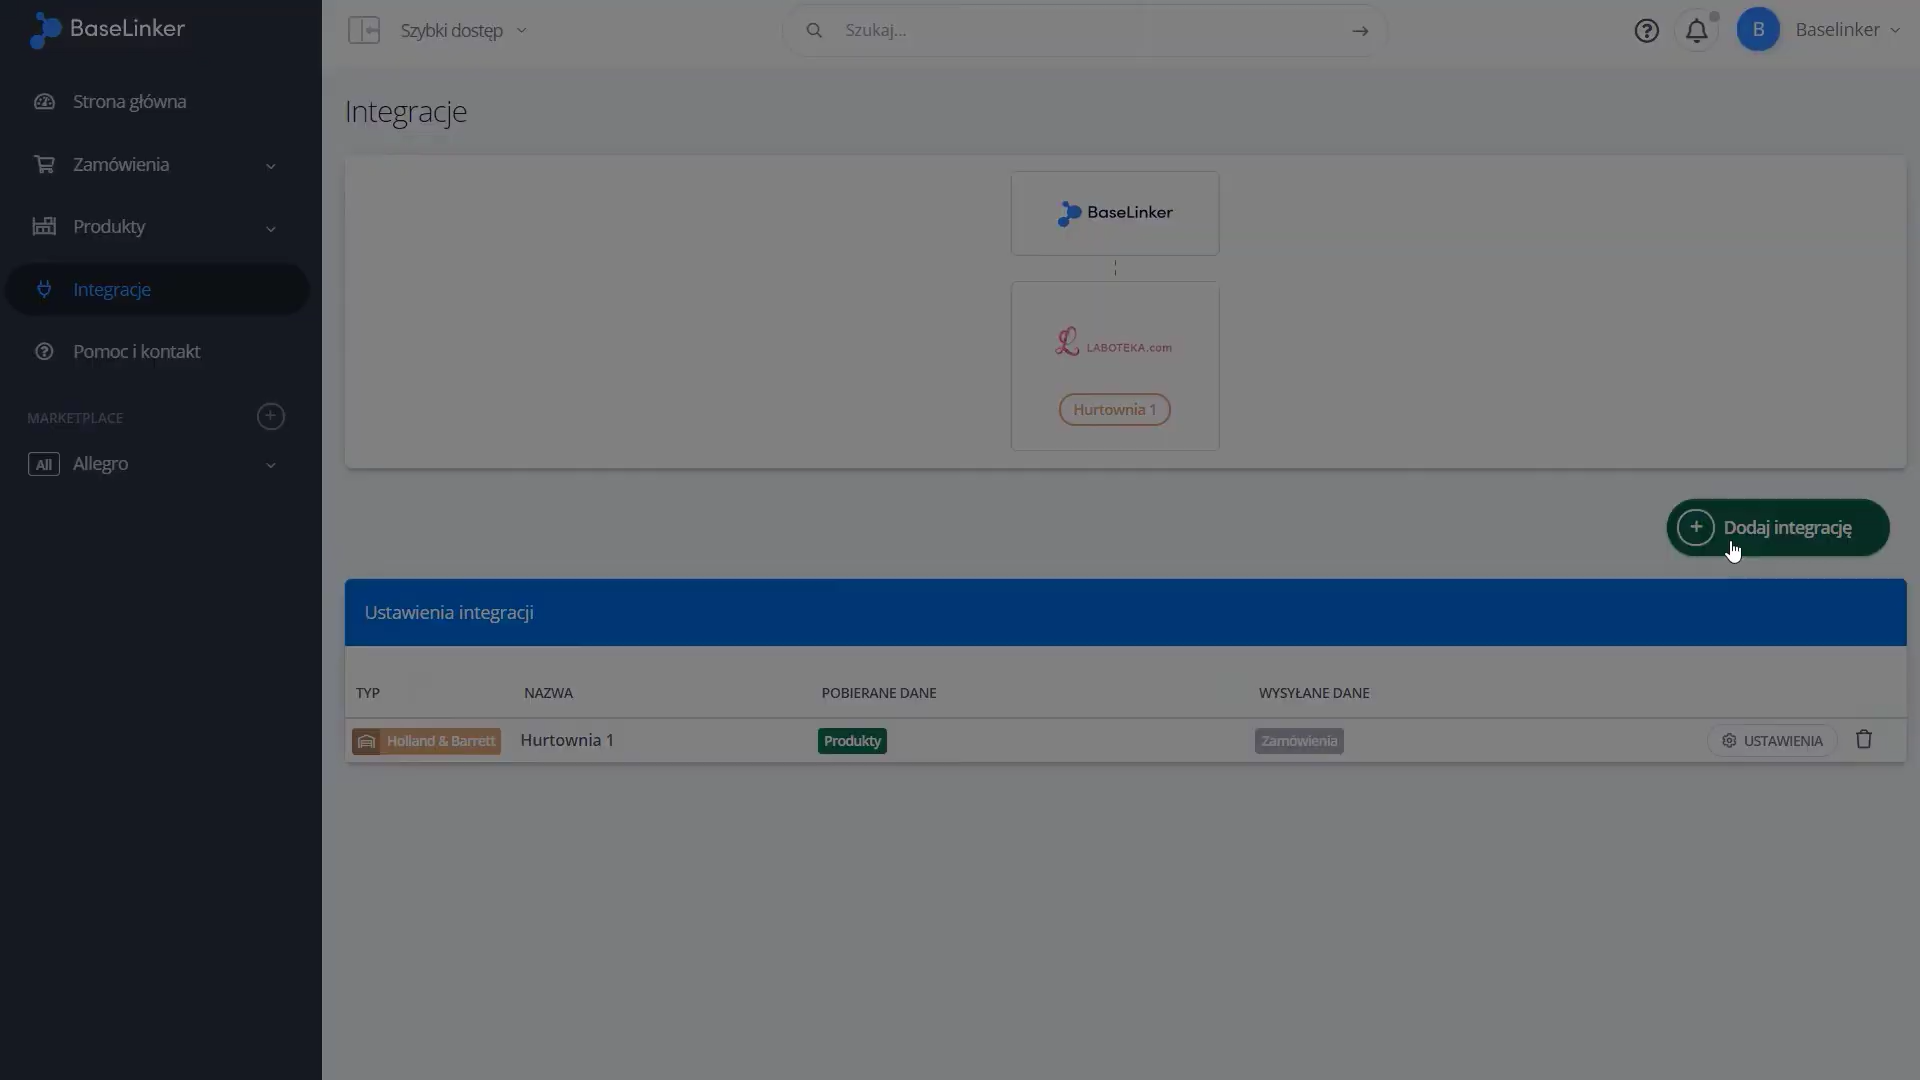 BaseLinker
Szybki dostęp
Szukaj...
B
Baselinker
Strona główna
Zamówienia
Produkty
Integracje
Pomoc i kontakt
MARKETPLACE
All Allegro
Integracje
BaseLinker
L LABOTEKA.com
Hurtownia 1
Dodaj integrację
Ustawienia integracji
TYP NAZWA POBIERANE DANE WYSYŁANE DANE
Holland & Barrett Hurtownia 1 Produkty Zamówienia USTAWIENIA